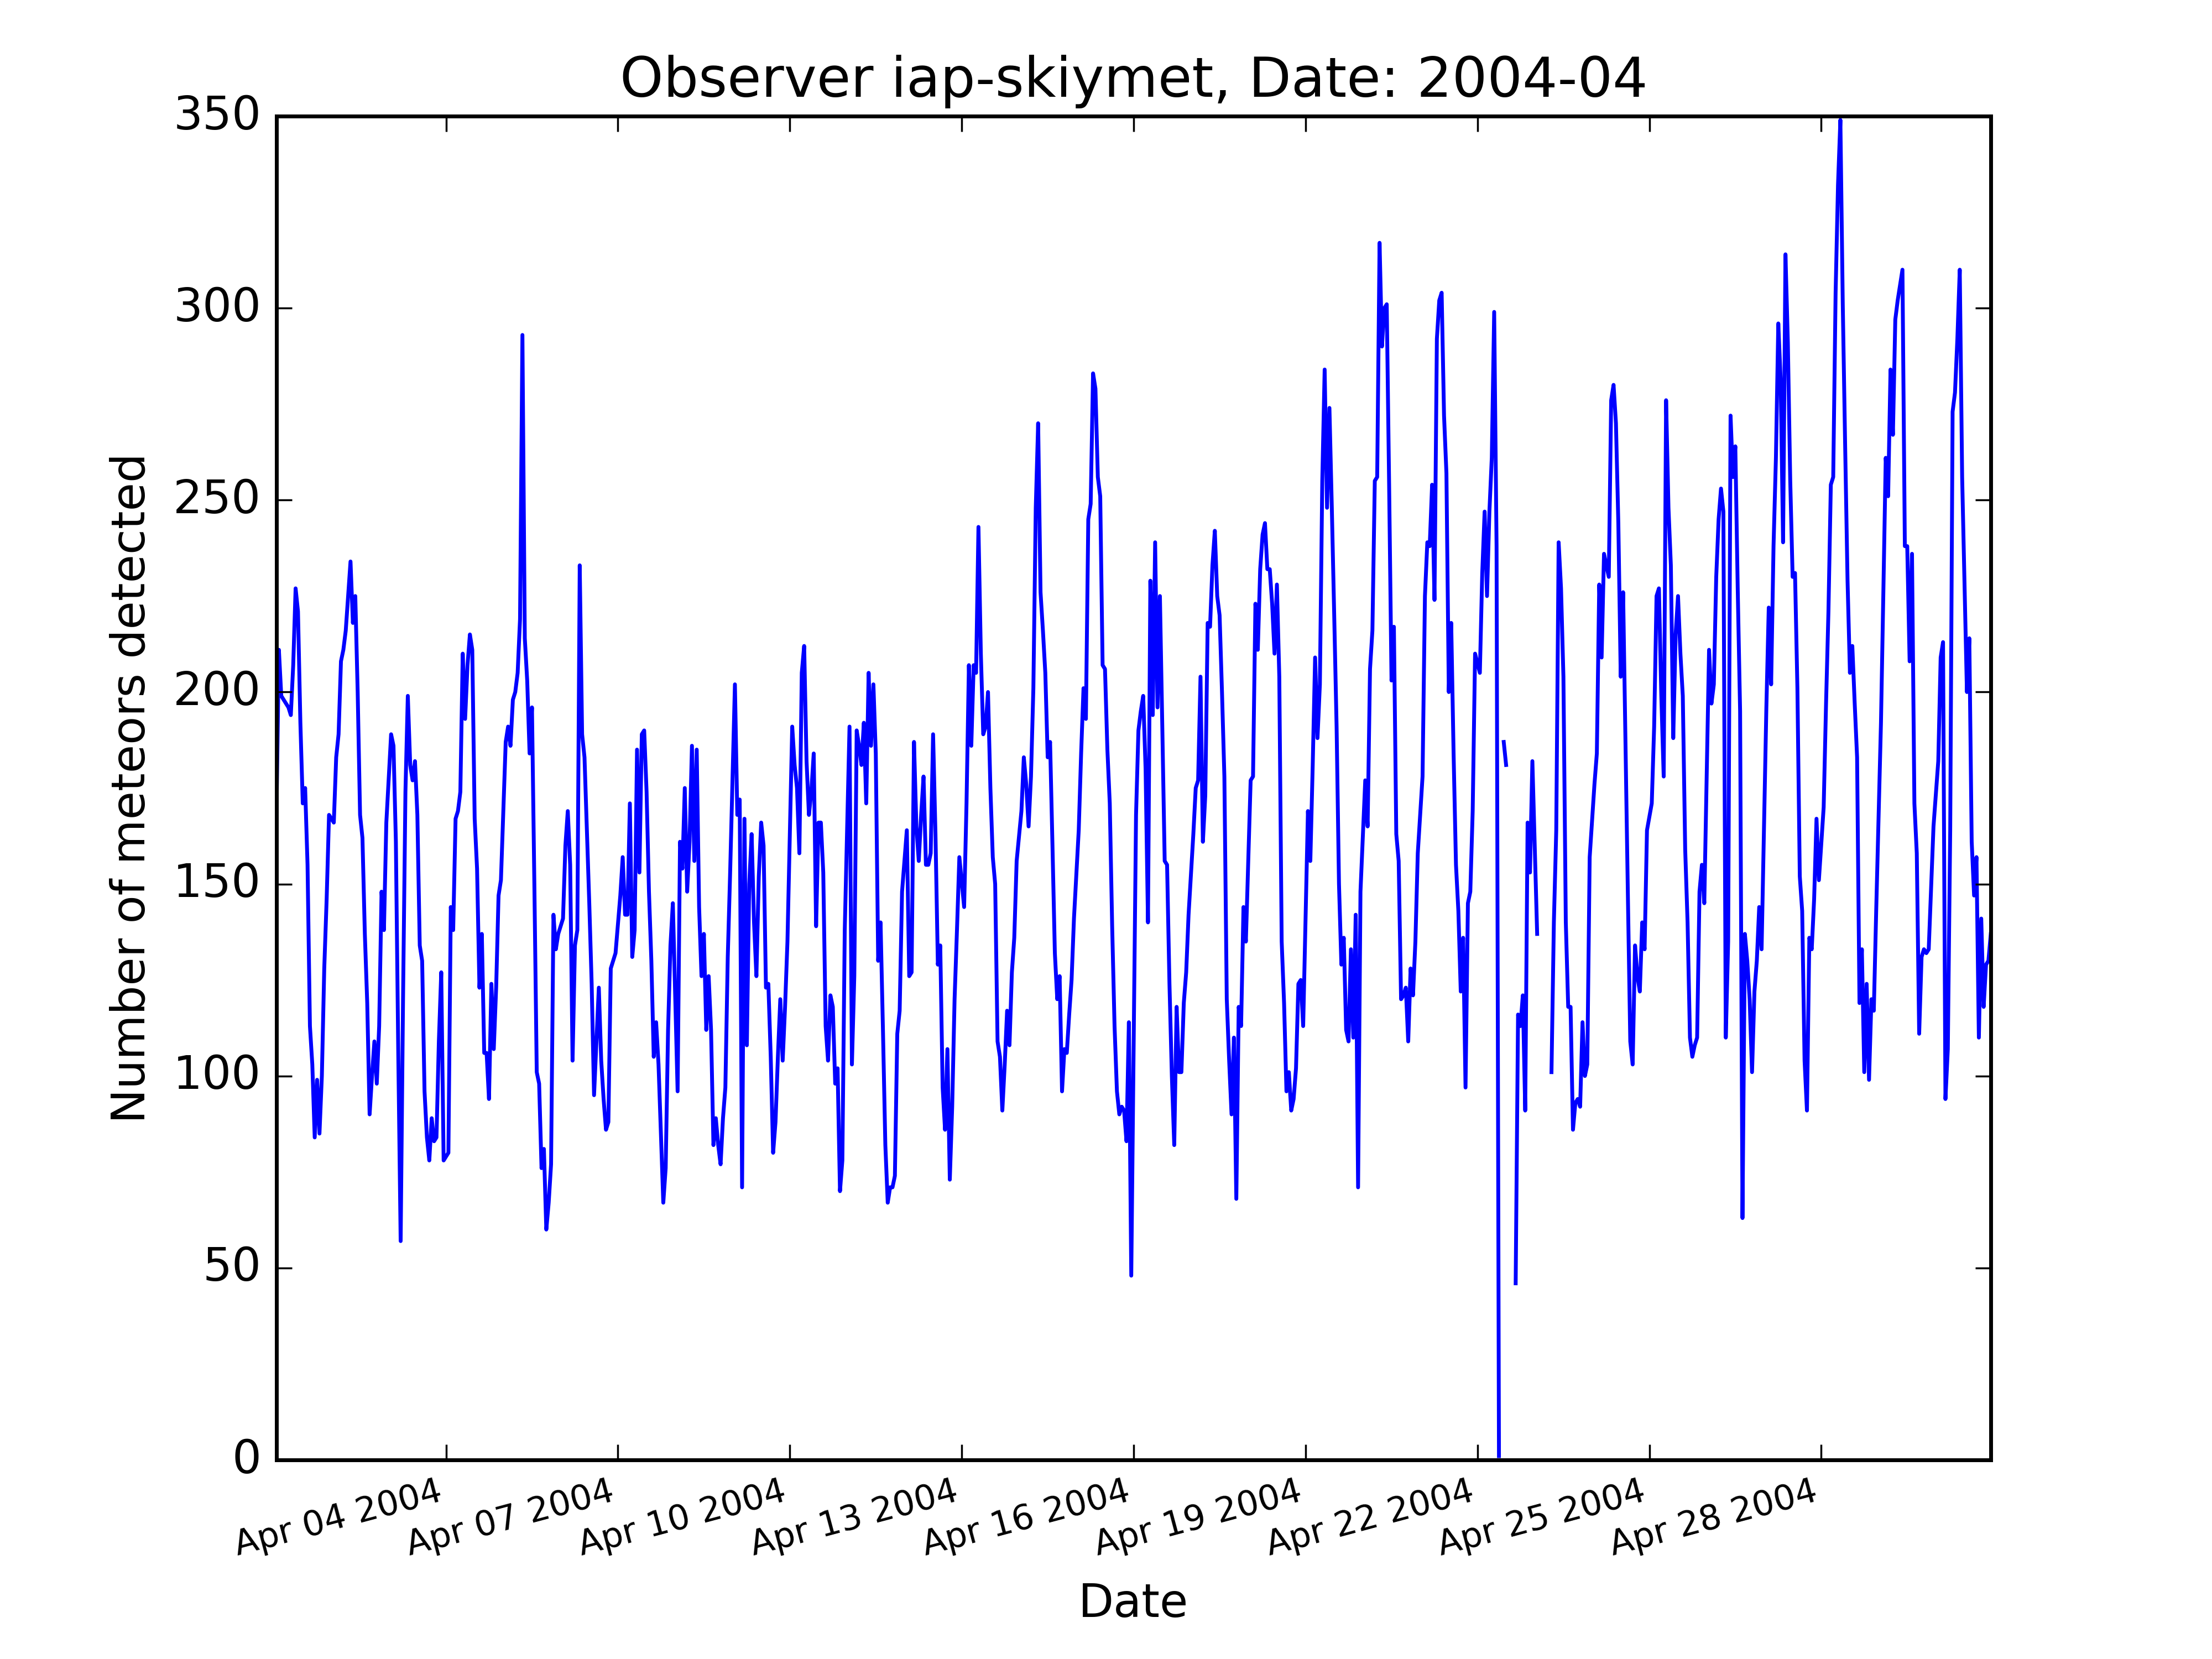 Observer iap-skiymet, Date: 2004-04
350
300
250
200
150
100
50
0
Number of meteors detected
Apr 04 2004
Apr 07 2004
Apr 10 2004
Apr 13 2004
Apr 16 2004
Apr 19 2004
Apr 22 2004
Apr 25 2004
Apr 28 2004
Date